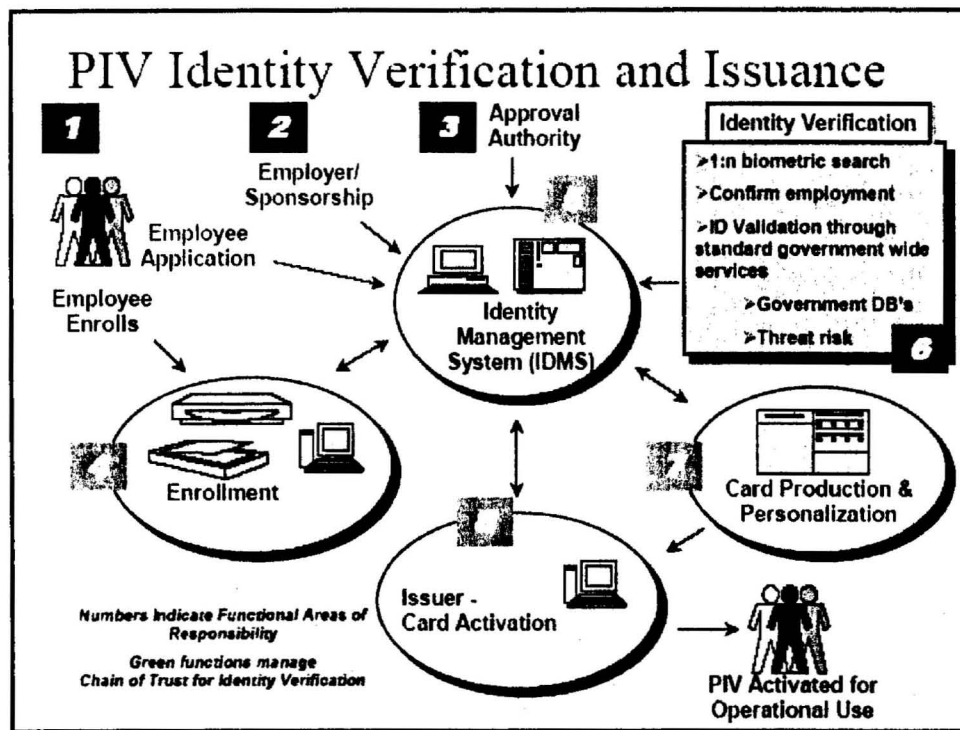 PIV Identity Verification and Issuance
1
2
3
Approval
Authority
Employer/
Sponsorship
Employee
Application
Employee
Enrolls
Identity Verification
➢1:n biometric search
➢Confirm employment
➢ID Validation through
standard government wide
services
➢Government DB's
➢Threat risk
6
Identity
Management
System (IDMS)
4
Enrollment
7
Card Production &
Personalization
Issuer -
Card Activation
Numbers Indicate Functional Areas of
Responsibility
Green functions manage
Chain of Trust for Identity Verification
PIV Activated for
Operational Use